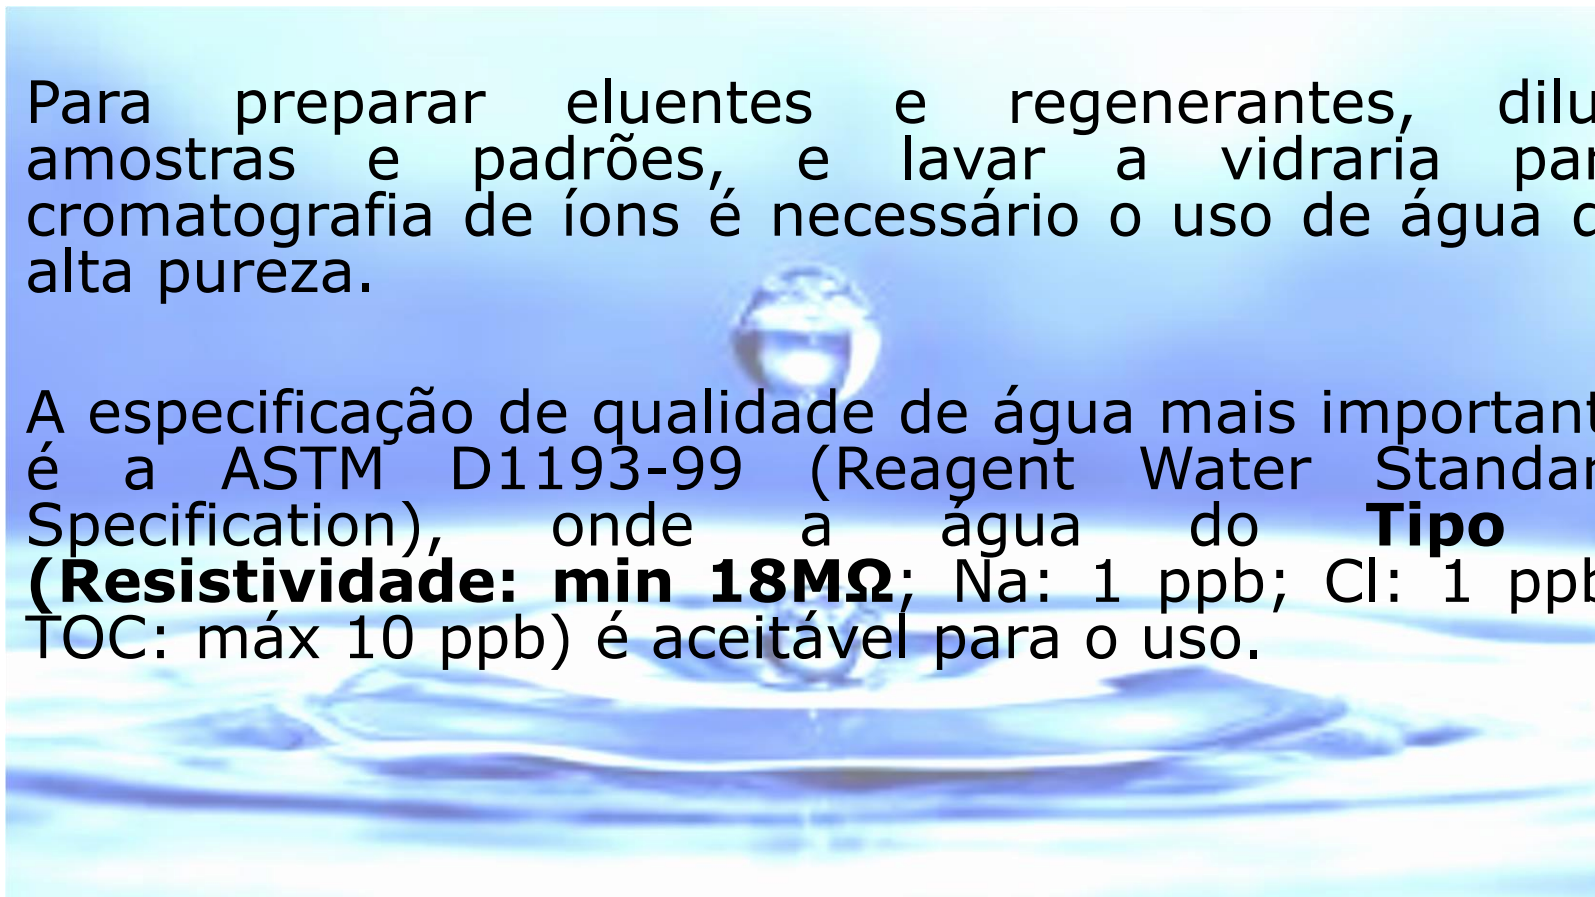 Para preparar eluentes e regenerantes, dilu
amostras e padrões, e lavar a vidraria par
cromatografia de íons é necessário o uso de água d
alta pureza.
A especificação de qualidade de água mais important
é a ASTM D1193-99 (Reagent Water Standar
Specification), onde a água do Tipo
(Resistividade: min 18MΩ; Na: 1 ppb; Cl: 1 ppb
TOC: máx 10 ppb) é aceitável para o uso.